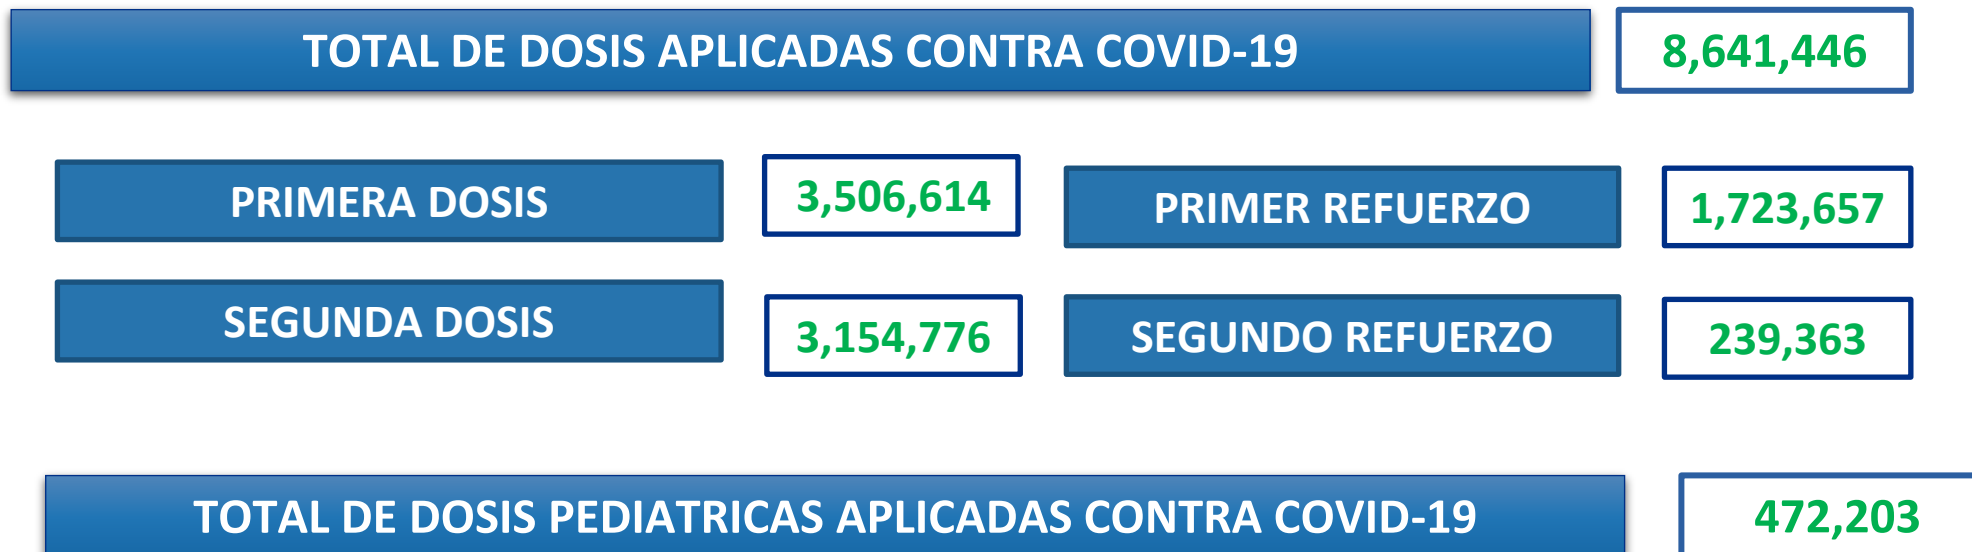 TOTAL DE DOSIS APLICADAS CONTRA COVID-19
8,641,446
PRIMERA DOSIS
3,506,614
PRIMER REFUERZO
1,723,657
SEGUNDA DOSIS
3,154,776
SEGUNDO REFUERZO
239,363
TOTAL DE DOSIS PEDIATRICAS APLICADAS CONTRA COVID-19
472,203